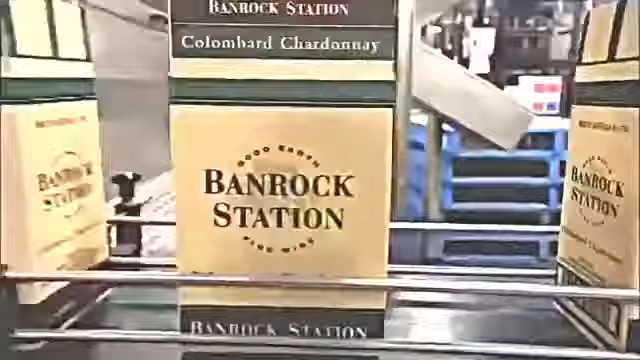 BANROCK STATION
Colombard Chardonnay
GOOD EARTH
BANROCK
STATION
FINE WINE
BANROCK STATION
BANROCK
STATION
BANROCK
STATION
Colombard Chardonnay